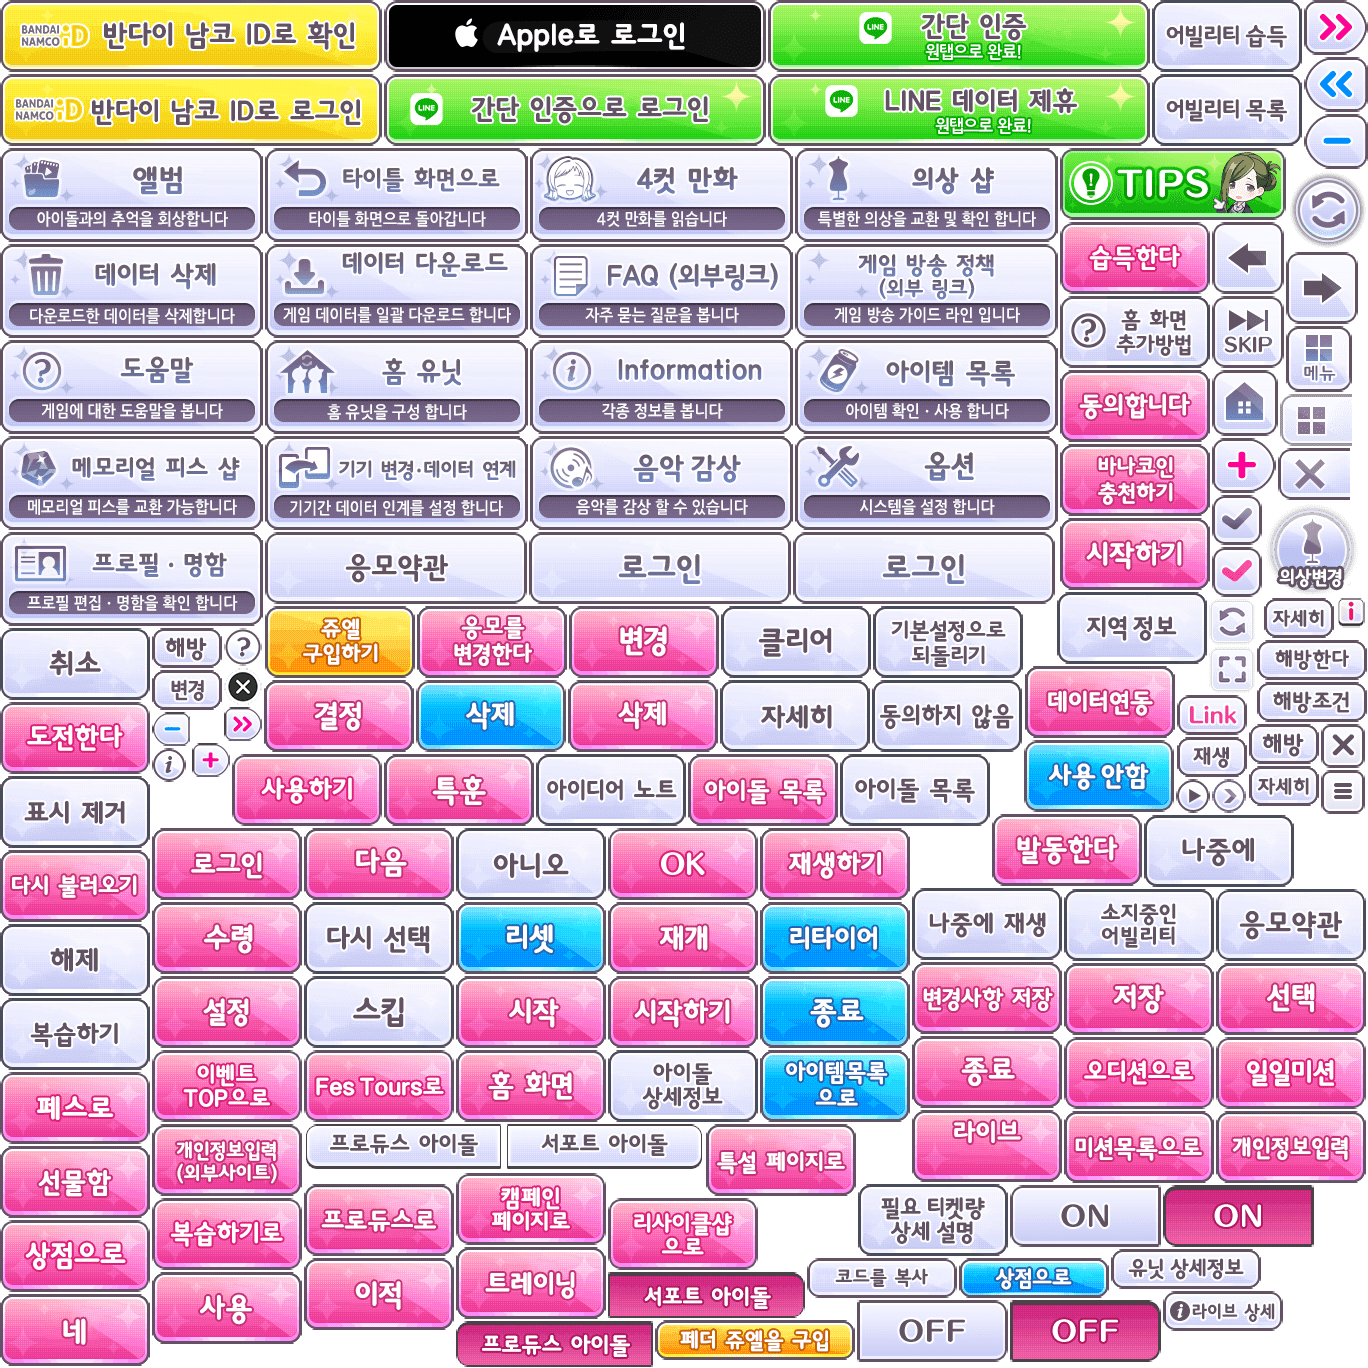 BANDAI
NAMCO iD 반다이 남코 ID로 확인
Apple로 로그인
LINE
간단 인증
원탭으로 완료!
어빌리티 습득
BANDAI
NAMCO iD 반다이 남코 ID로 로그인
LINE 간단 인증으로 로그인
LINE
LINE 데이터 제휴
원탭으로 완료!
어빌리티 목록
앨범
아이돌과의 추억을 회상합니다
타이틀 화면으로
타이틀 화면으로 돌아갑니다
4컷 만화
4컷 만화를 읽습니다
의상 샵
특별한 의상을 교환 및 확인 합니다
TIPS
데이터 삭제
다운로드한 데이터를 삭제합니다
데이터 다운로드
게임 데이터를 일괄 다운로드 합니다
FAQ (외부링크)
자주 묻는 질문을 봅니다
게임 방송 정책
(외부 링크)
게임 방송 가이드 라인 입니다
습득한다
홈 화면
추가방법
SKIP
메뉴
도움말
게임에 대한 도움말을 봅니다
홈 유닛
홈 유닛을 구성 합니다
Information
각종 정보를 봅니다
아이템 목록
아이템 확인 · 사용 합니다
동의합니다
메모리얼 피스 샵
메모리얼 피스를 교환 가능합니다
기기 변경·데이터 연계
기기간 데이터 인계를 설정 합니다
음악 감상
음악를 감상 할 수 있습니다
옵션
시스템을 설정 합니다
바나코인
충천하기
시작하기
의상변경
프로필 · 명함
프로필 편집 · 명함을 확인 합니다
응모약관
로그인
로그인
지역 정보
자세히
취소
해방
변경
쥬엘
구입하기
응모를
변경한다
변경
클리어
기본설정으로
되돌리기
해방한다
해방조건
도전한다
결정
삭제
삭제
자세히
동의하지 않음
데이터연동
Link
재생
해방
자세히
표시 제거
사용하기
특훈
아이디어 노트
아이돌 목록
아이돌 목록
사용 안함
발동한다
나중에
다시 불러오기
로그인
다음
아니오
OK
재생하기
해제
수령
다시 선택
리셋
재개
리타이어
나중에 재생
소지중인
어빌리티
응모약관
복습하기
설정
스킵
시작
시작하기
종료
변경사항 저장
저장
선택
페스로
이벤트
TOP으로
Fes Tours로
홈 화면
아이돌
상세정보
아이템목록
으로
종료
오디션으로
일일미션
선물함
개인정보입력
(외부사이트)
프로듀스 아이돌
서포트 아이돌
특설 페이지로
라이브
미션목록으로
개인정보입력
상점으로
복습하기로
프로듀스로
캠페인
페이지로
리사이클샵
으로
필요 티켓량
상세 설명
ON
ON
네
사용
이적
트레이닝
서포트 아이돌
코드를 복사
상점으로
유닛 상세정보
프로듀스 아이돌
페더 쥬엘을 구입
OFF
OFF
라이브 상세